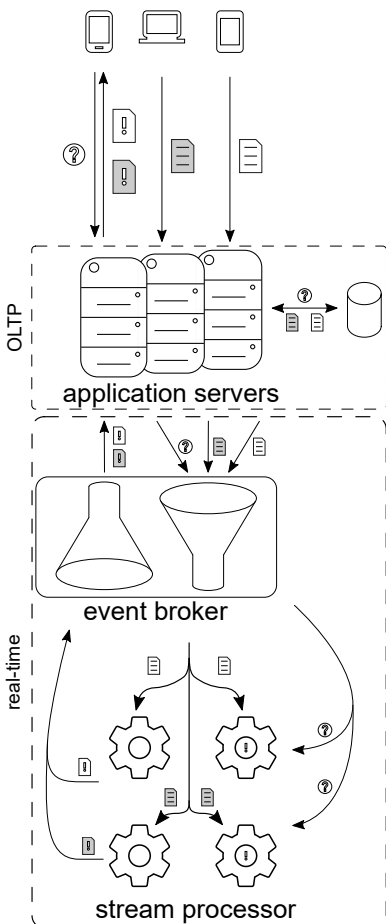 OLTP
application servers
event broker
real-time
stream processor